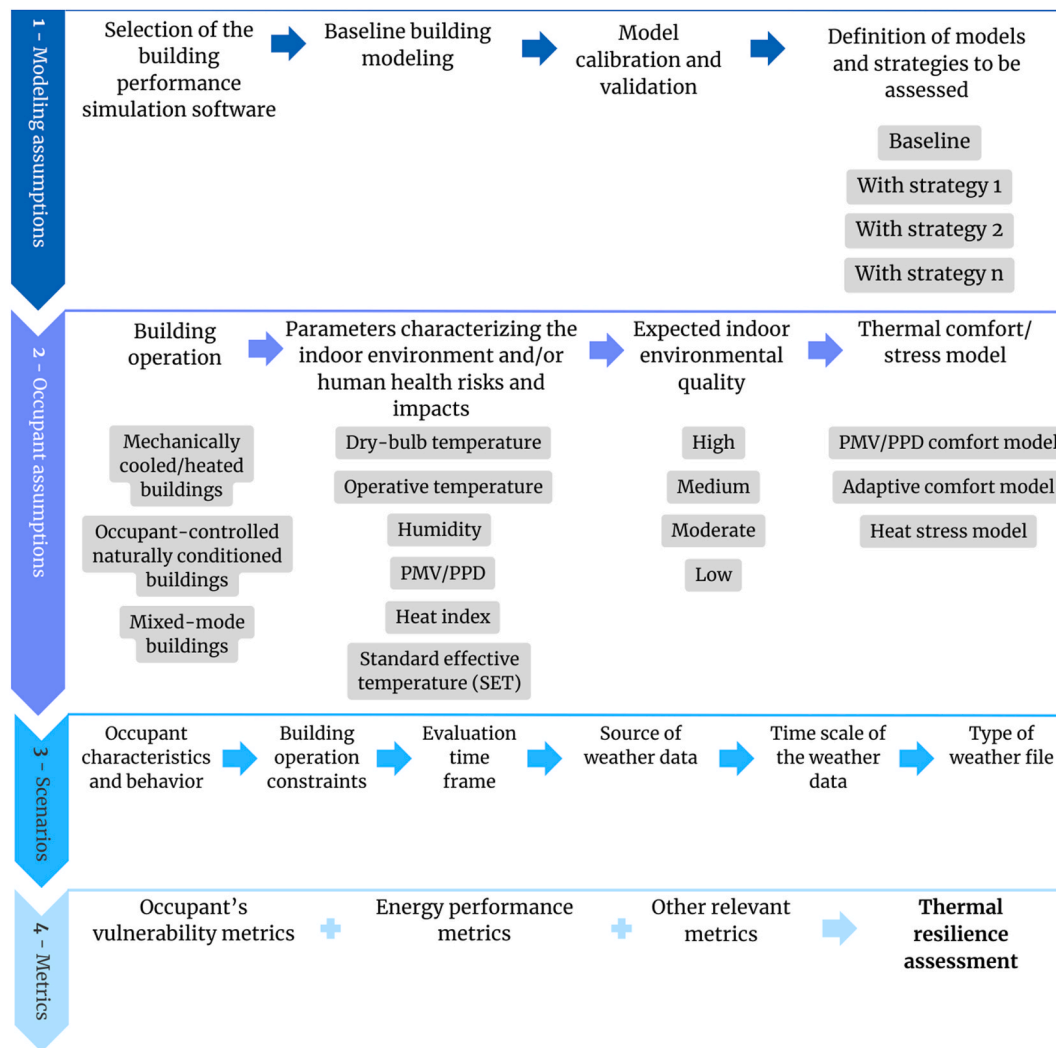 1 - Modeling assumptions
Selection of the
building
performance
simulation software
Baseline building
modeling
Model
calibration and
validation
Definition of models
and strategies to be
assessed
Baseline
With strategy 1
With strategy 2
With strategy n
2 - Occupant assumptions
Building
operation
Mechanically
cooled/heated
buildings
Occupant-controlled
naturally conditioned
buildings
Mixed-mode
buildings
Parameters characterizing the
indoor environment and/or
human health risks and
impacts
Dry-bulb temperature
Operative temperature
Humidity
PMV/PPD
Heat index
Standard effective
temperature (SET)
Expected indoor
environmental
quality
High
Medium
Moderate
Low
Thermal comfort/
stress model
PMV/PPD comfort model
Adaptive comfort model
Heat stress model
3 - Scenarios
Occupant
characteristics
and behavior
Building
operation
constraints
Evaluation
time
frame
Source of
weather data
Time scale of
the weather
data
Type of
weather file
4 - Metrics
Occupant's
vulnerability metrics
Energy performance
metrics
Other relevant
metrics
Thermal
resilience
assessment